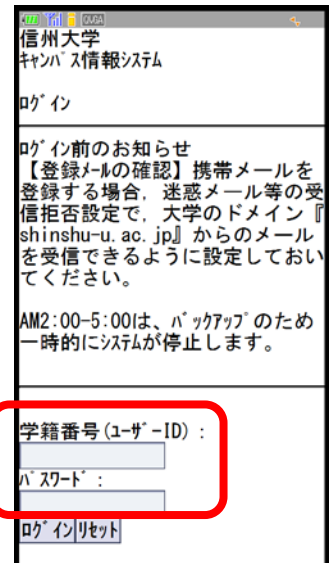 QVGA
信州大学
ｷｬﾝﾊﾟｽ情報ｼｽﾃﾑ
ﾛｸﾞｲﾝ
ﾛｸﾞｲﾝ前のお知らせ
【登録ﾒｰﾙの確認】携帯メールを
登録する場合，迷惑メール等の受
信拒否設定で，大学のドメイン『
shinshu-u.ac.jp』からのメール
を受信できるように設定しておい
てください。
AM2:00-5:00は、ﾊﾞｯｸｱｯﾌﾟのため
一時的にｼｽﾃﾑが停止します。
学籍番号(ﾕｰｻﾞｰID)：
ﾊﾟｽﾜｰﾄﾞ：
ﾛｸﾞｲﾝ ﾘｾｯﾄ